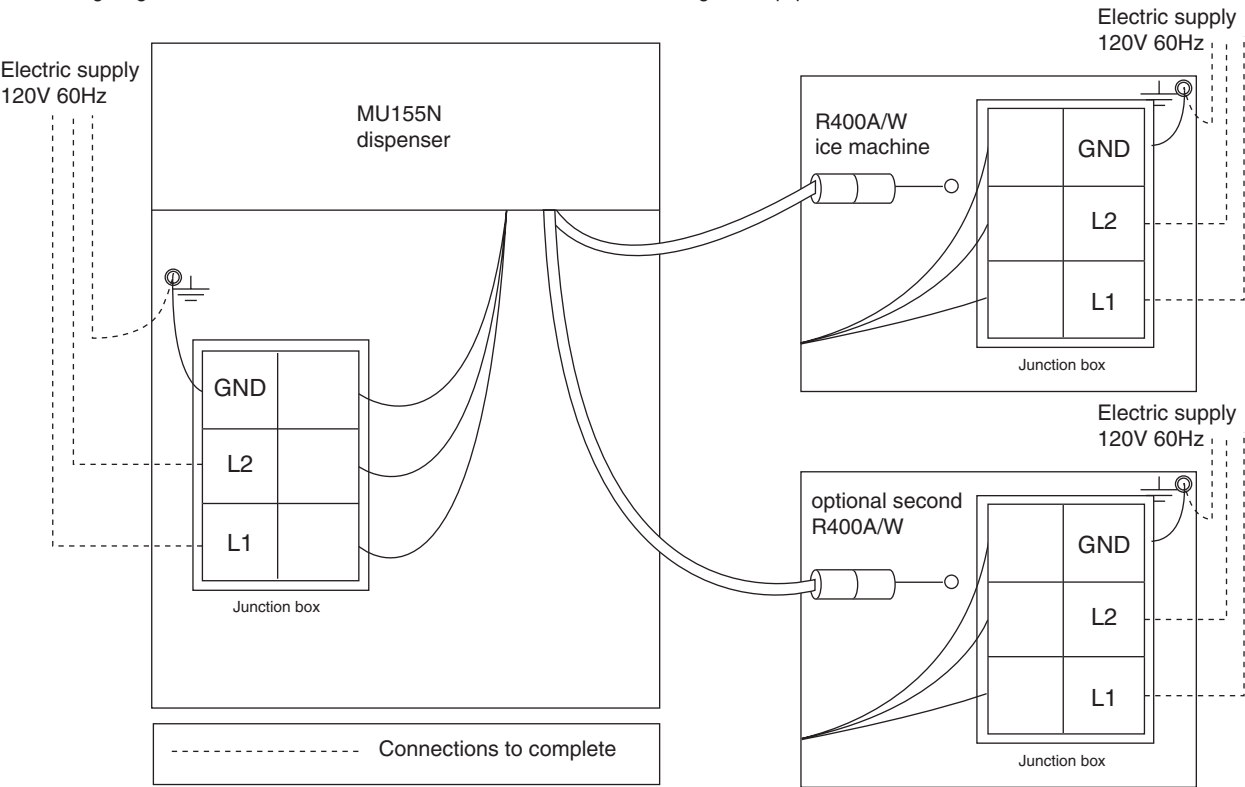 Electric supply
120V 60Hz
MU155N
dispenser
GND
L2
L1
Junction box
Connections to complete
Electric supply
120V 60Hz
R400A/W
ice machine
GND
L2
L1
Junction box
Electric supply
120V 60Hz
optional second
R400A/W
GND
L2
L1
Junction box